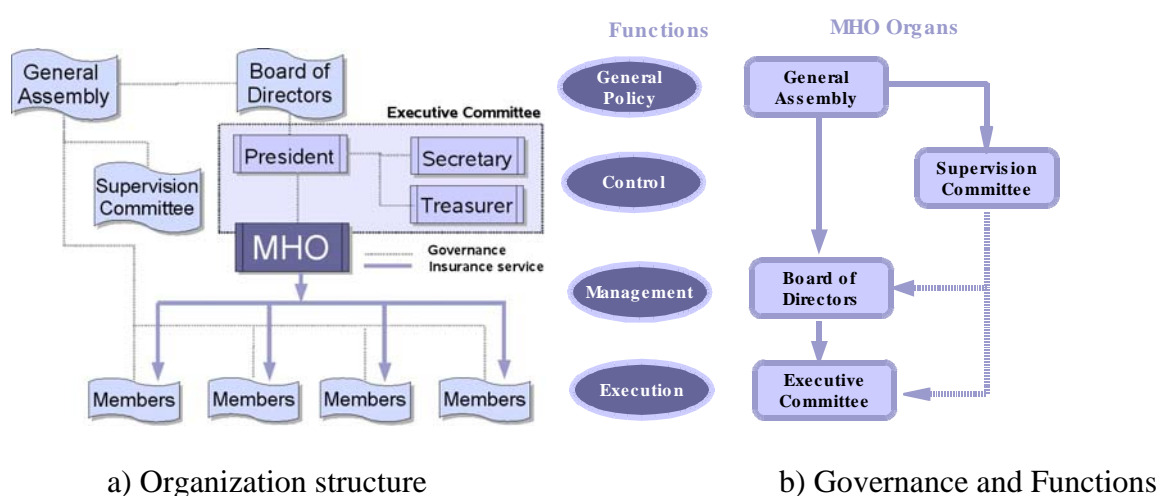 General
Assembly
Board of
Directors
Executive Committee
President
Secretary
Supervision
Committee
Treasurer
MHO
Governance
Insurance service
Members
Members
Members
Members
a) Organization structure
Functions
MHO Organs
General
Policy
General
Assembly
Control
Supervision
Committee
Management
Board of
Directors
Execution
Executive
Committee
b) Governance and Functions